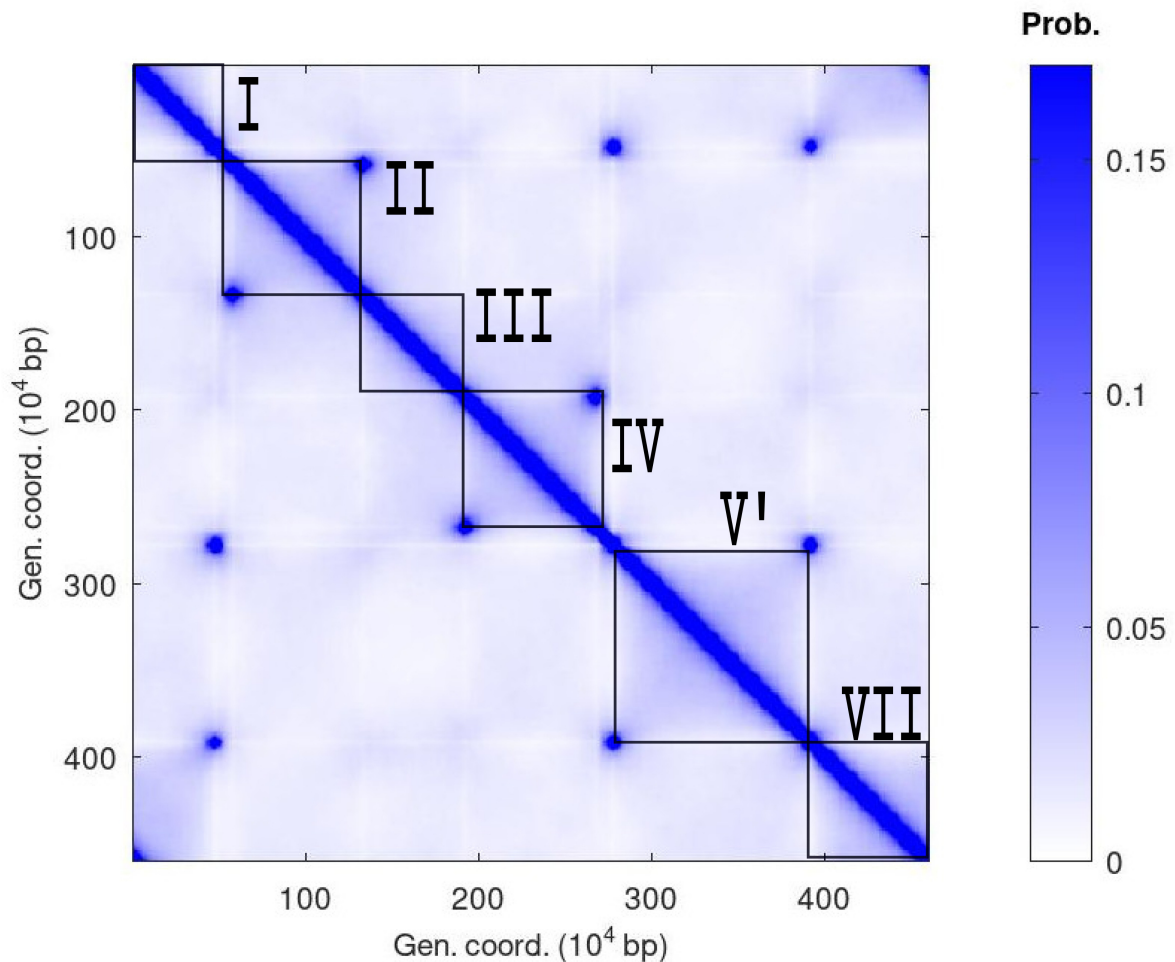 Prob.
I
II
III
IV
V'
VII
0.15
0.1
0.05
0
100
200
300
400
Gen. coord. (10⁴ bp)
100
200
300
400
Gen. coord. (10⁴ bp)